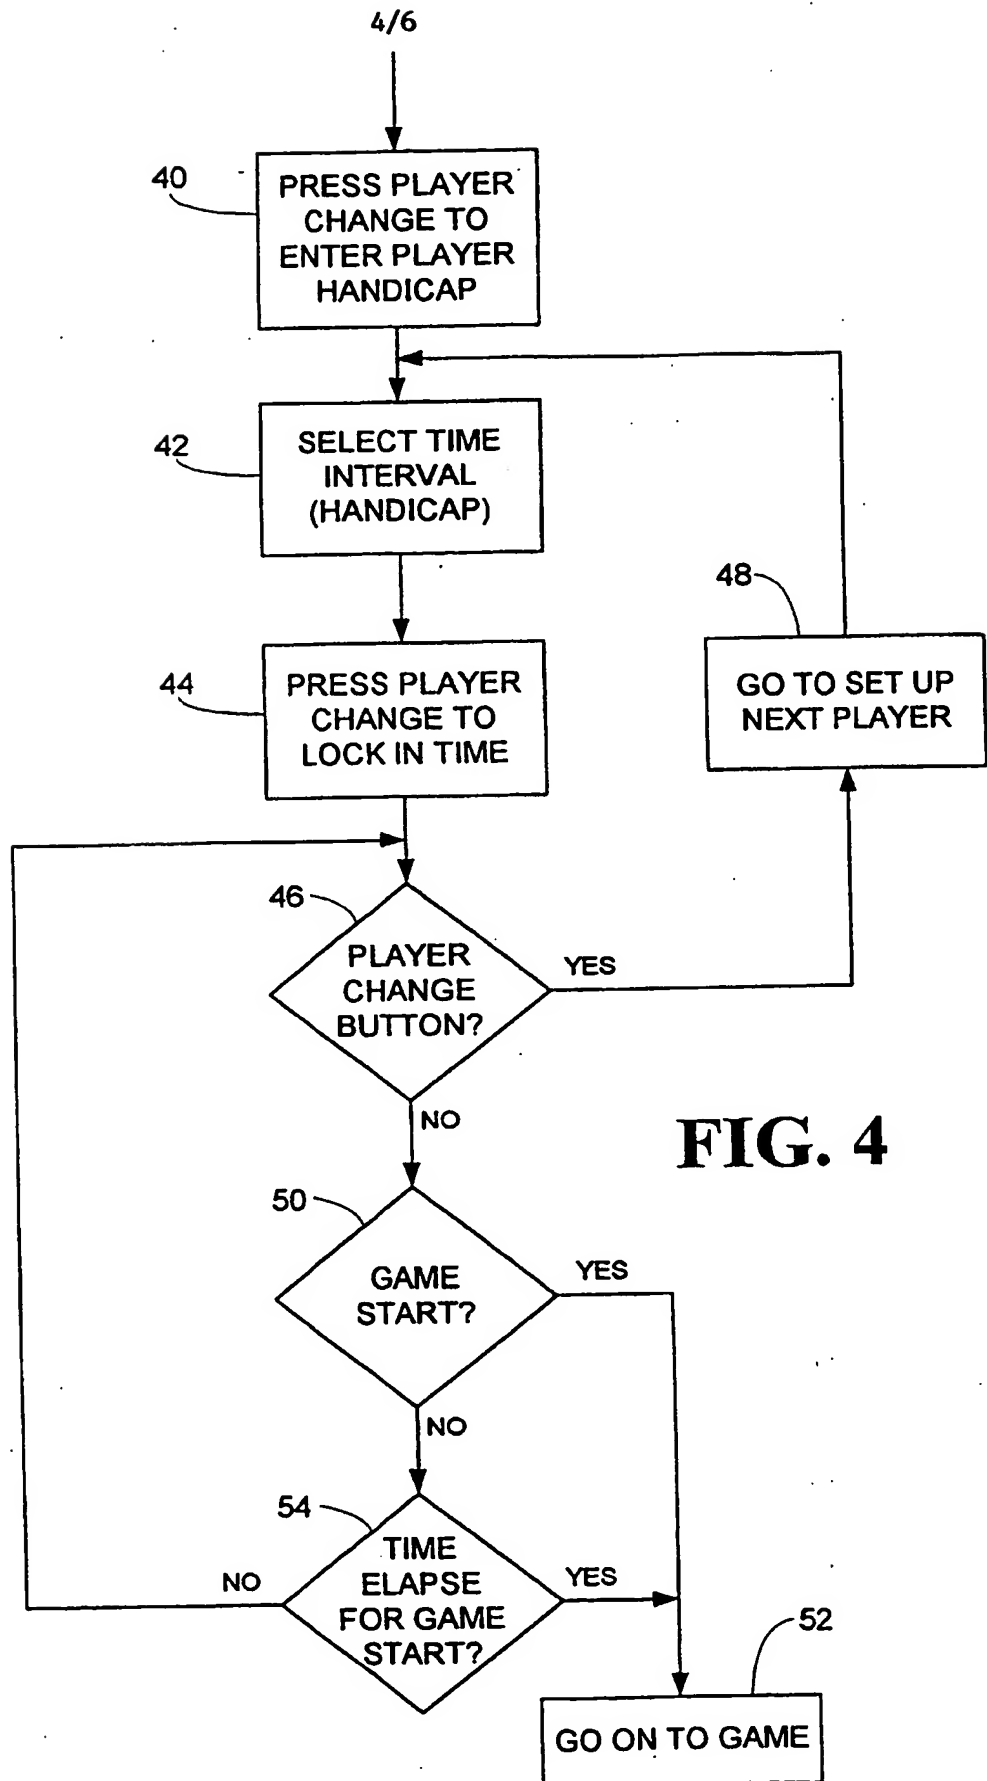 4/6
40
PRESS PLAYER
CHANGE TO
ENTER PLAYER
HANDICAP
42
SELECT TIME
INTERVAL
(HANDICAP)
48
GO TO SET UP
NEXT PLAYER
44
PRESS PLAYER
CHANGE TO
LOCK IN TIME
46
PLAYER
CHANGE
BUTTON?
YES
NO
FIG. 4
50
GAME
START?
YES
NO
54
TIME
ELAPSE
FOR GAME
START?
NO
YES
52
GO ON TO GAME